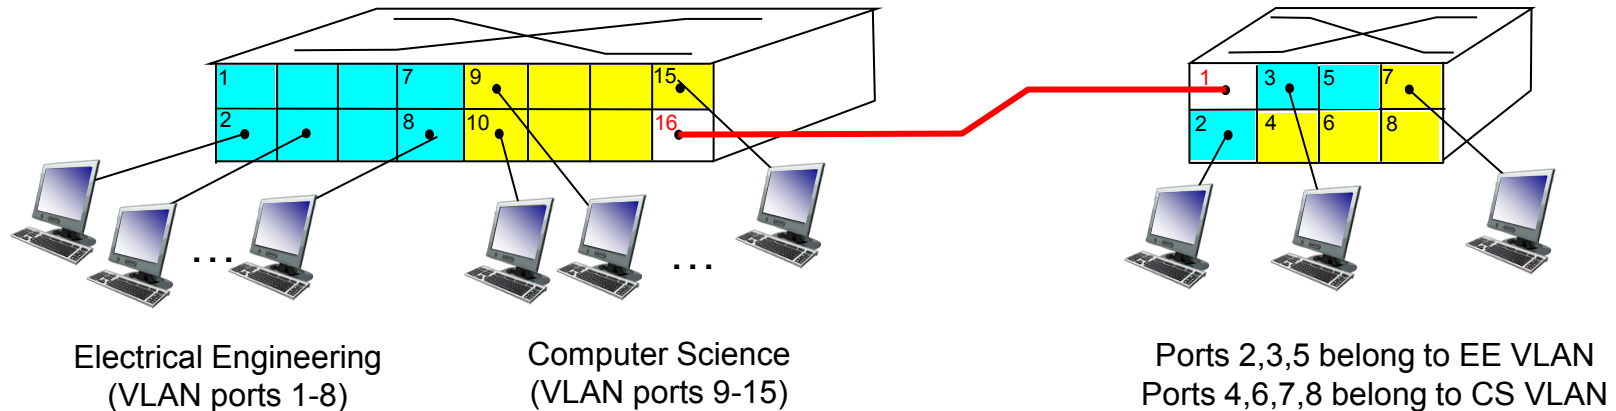 1 7 9 15
2 8 10 16
1 3 5 7
2 4 6 8
... ...
Electrical Engineering
(VLAN ports 1-8)
Computer Science
(VLAN ports 9-15)
Ports 2,3,5 belong to EE VLAN
Ports 4,6,7,8 belong to CS VLAN